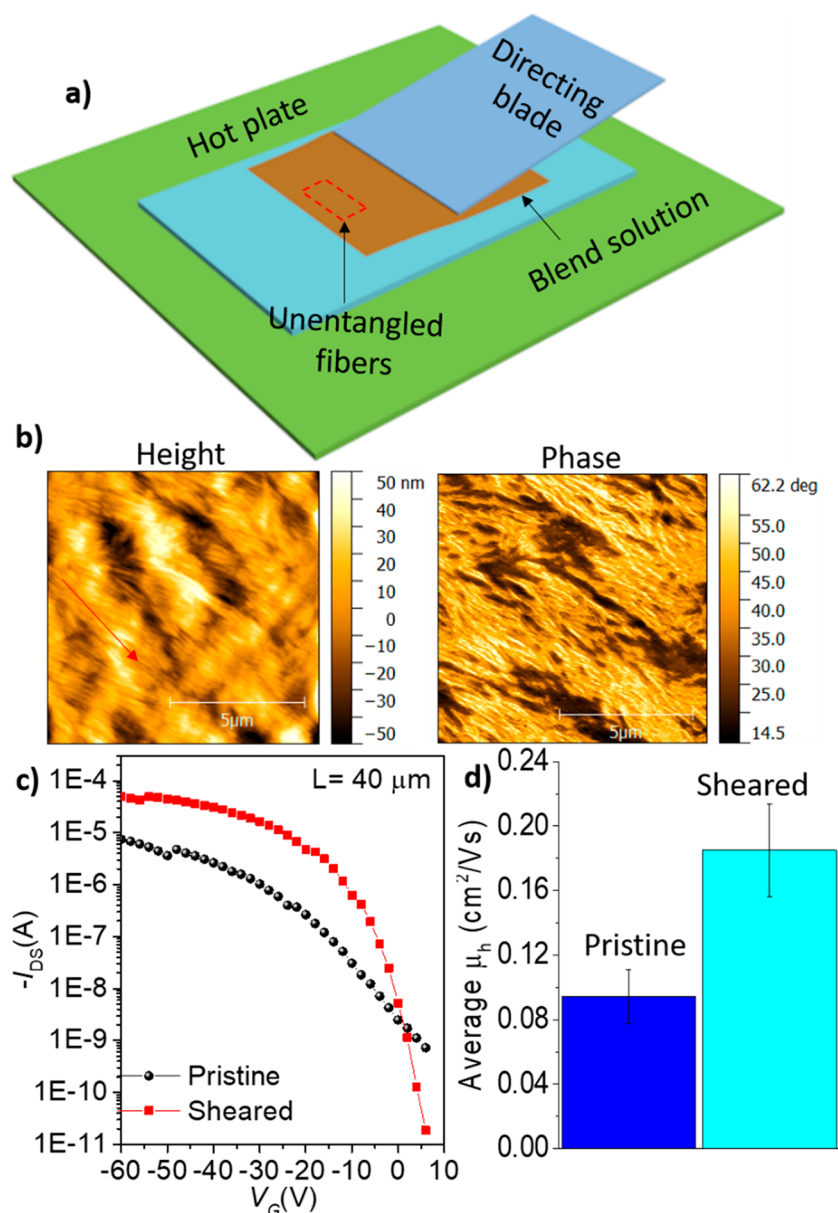 a)
Hot plate
Directing
blade
Blend solution
Unentangled
fibers
b)
Height
50 nm
40
30
20
10
0
−10
−20
−30
−50
5μm
Phase
62.2 deg
55.0
50.0
45.0
40.0
35.0
30.0
25.0
14.5
5μm
c)
L= 40 μm
1E-4
1E-5
1E-6
1E-7
1E-8
1E-9
1E-10
1E-11
-I_DS(A)
Pristine
Sheared
-60 -50 -40 -30 -20 -10 0 10
V_G(V)
d)
0.24
0.20
0.16
0.12
0.08
0.04
0.00
Average μ_h (cm²/Vs)
Pristine
Sheared